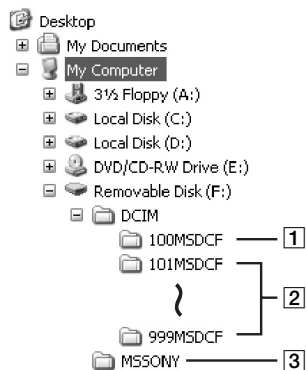 Desktop
My Documents
My Computer
3½ Floppy (A:)
Local Disk (C:)
Local Disk (D:)
DVD/CD-RW Drive (E:)
Removable Disk (F:)
DCIM
100MSDCF 1
101MSDCF
2
999MSDCF
MSSONY 3